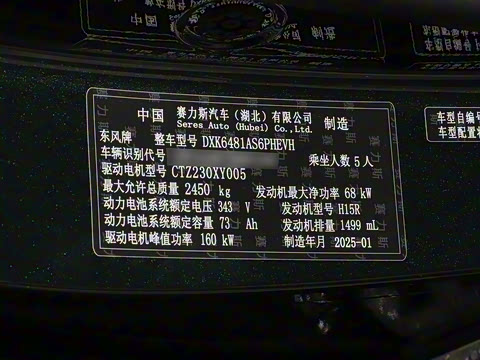 中国 赛力斯汽车（湖北）有限公司 制造
Seres Auto (Hubei) Co.,Ltd.
东风牌 整车型号 DXK6481AS6PHEVH
车辆识别代号 乘坐人数 5 人
驱动电机型号 CTZ230XY005
最大允许总质量 2450 kg 发动机最大净功率 68 kW
动力电池系统额定电压 343 V 发动机型号 H15R
动力电池系统额定容量 73 Ah 发动机排量 1499 mL
驱动电机峰值功率 160 kW 制造年月 2025-01
车型自编
车型配置